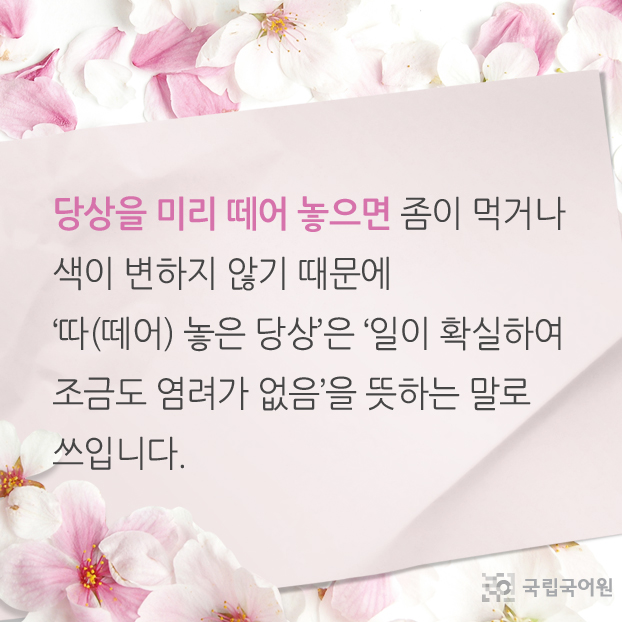 당상을 미리 떼어 놓으면 좀이 먹거나
색이 변하지 않기 때문에
‘따(떼어) 놓은 당상’은 ‘일이 확실하여
조금도 염려가 없음’을 뜻하는 말로
쓰입니다.
국립국어원